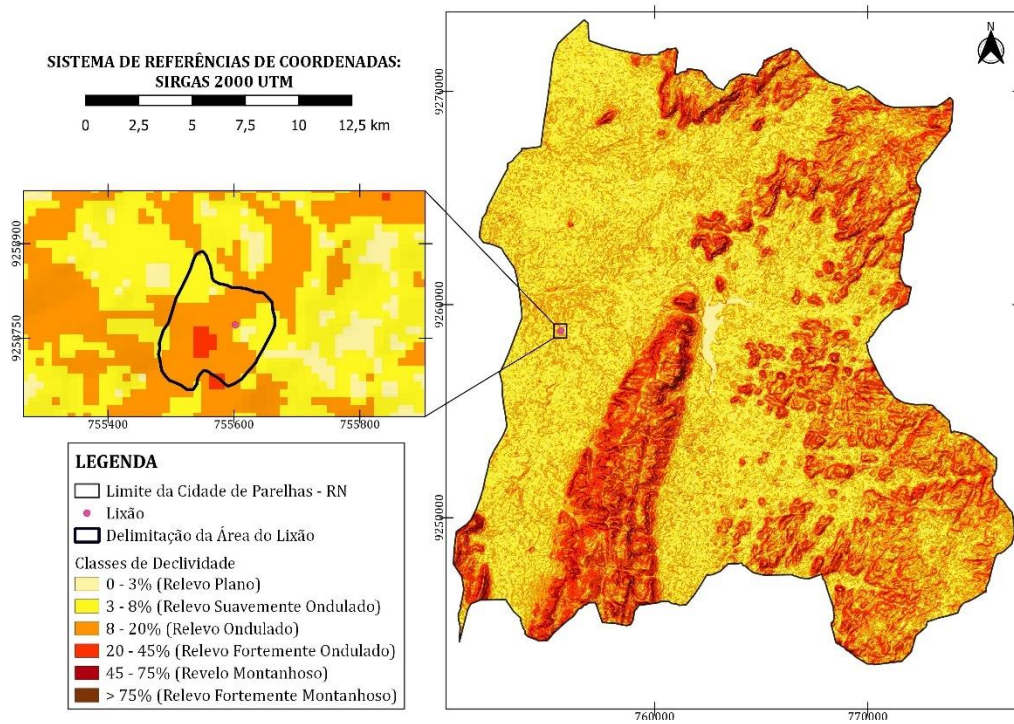 SISTEMA DE REFERÊNCIAS DE COORDENADAS:
SIRGAS 2000 UTM
0 2,5 5 7,5 10 12,5 km
N
9270000
9260000
9250000
760000 770000
9258900
9258750
755400 755600 755800
LEGENDA
Limite da Cidade de Parelhas - RN
Lixão
Delimitação da Área do Lixão
Classes de Declividade
0 - 3% (Relevo Plano)
3 - 8% (Relevo Suavemente Ondulado)
8 - 20% (Relevo Ondulado)
20 - 45% (Relevo Fortemente Ondulado)
45 - 75% (Revelo Montanhoso)
> 75% (Relevo Fortemente Montanhoso)